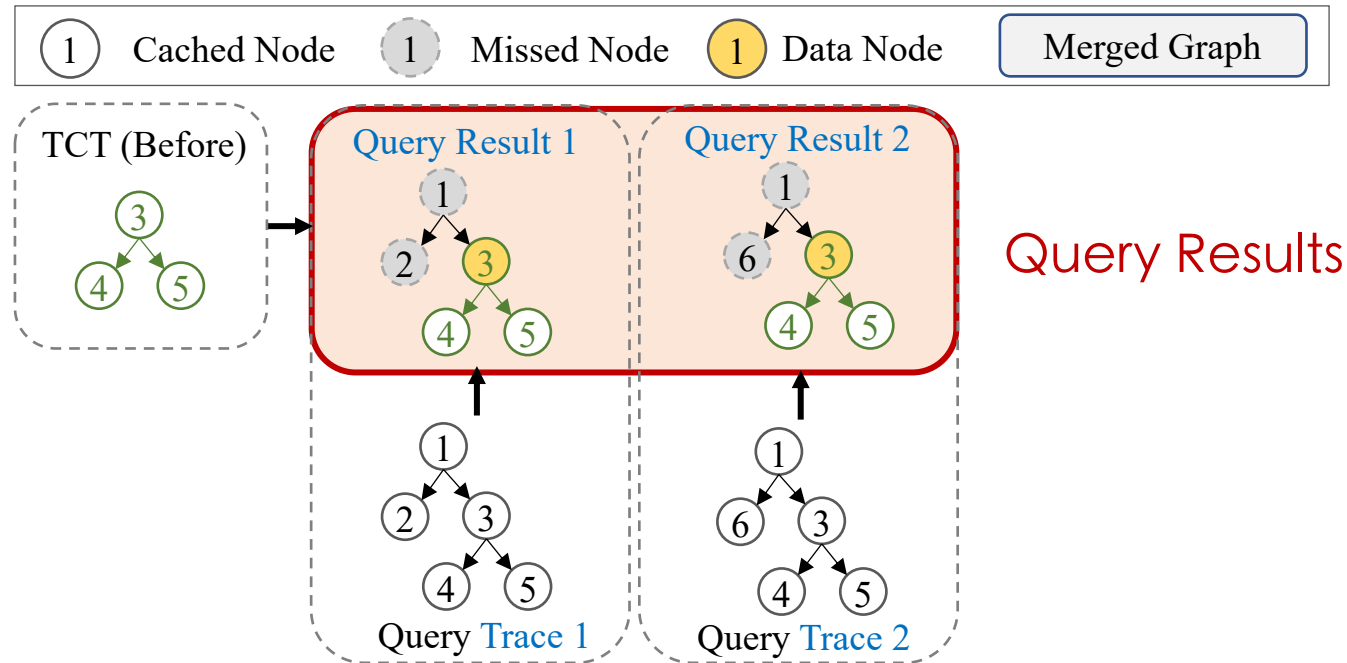 1 Cached Node 1 Missed Node 1 Data Node Merged Graph
TCT (Before)
3
4 5
Query Result 1
1
2 3
4 5
Query Result 2
1
6 3
4 5
Query Results
1
2 3
4 5
Query Trace 1
1
6 3
4 5
Query Trace 2